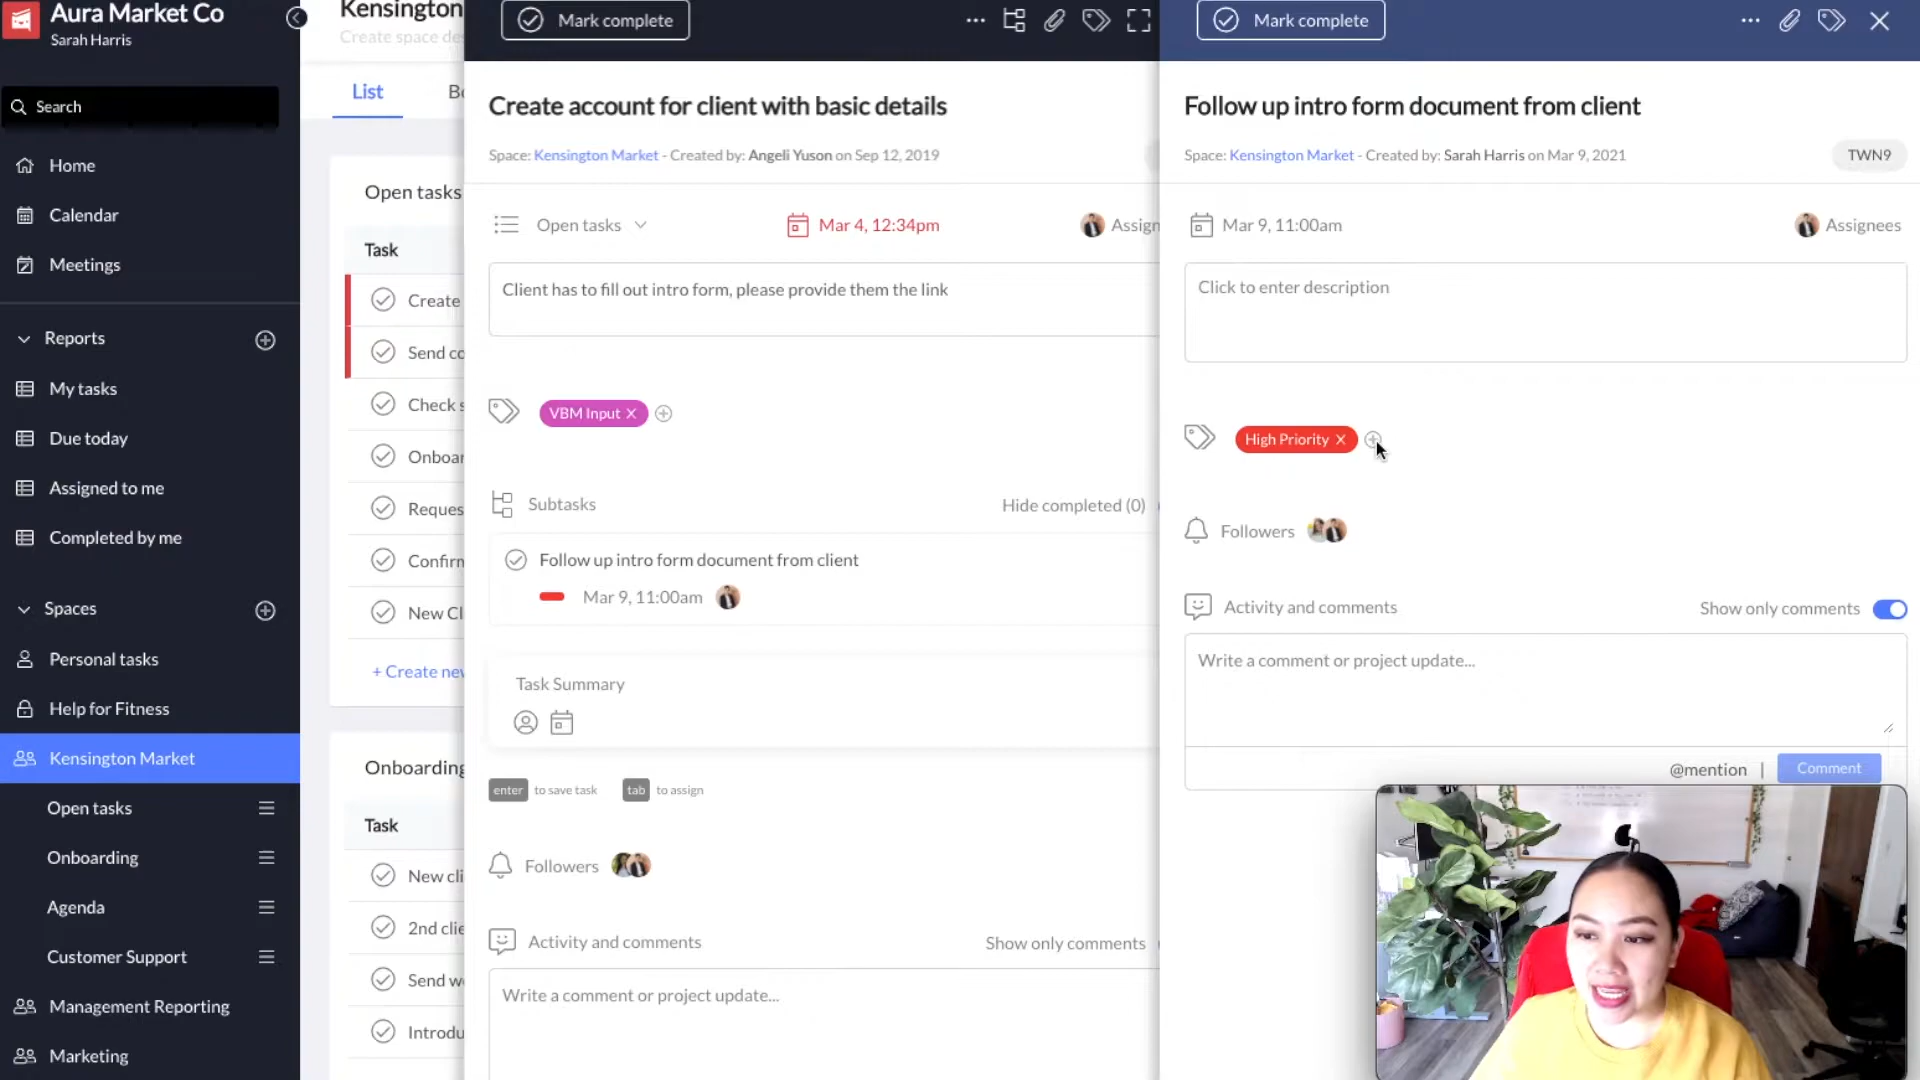 Aura Market Co
Sarah Harris
Search
Home
Calendar
Meetings
Reports
My tasks
Due today
Assigned to me
Completed by me
Spaces
Personal tasks
Help for Fitness
Kensington Market
Open tasks
Onboarding
Agenda
Customer Support
Management Reporting
Marketing
Kensington
Create space de
List
Bo
Open tasks
Task
Create
Send co
Check s
Onboar
Reques
Confirm
New Cl
+ Create new
Onboarding
Task
New cli
2nd clie
Send we
Introdu
Mark complete
Create account for client with basic details
Space: Kensington Market - Created by: Angeli Yuson on Sep 12, 2019
Open tasks
Mar 4, 12:34pm
Assign
Client has to fill out intro form, please provide them the link
VBM Input X
Subtasks
Hide completed (0)
Follow up intro form document from client
Mar 9, 11:00am
Task Summary
enter to save task tab to assign
Followers
Activity and comments
Show only comments
Write a comment or project update...
Mark complete
Follow up intro form document from client
Space: Kensington Market - Created by: Sarah Harris on Mar 9, 2021
TWN9
Mar 9, 11:00am
Assignees
Click to enter description
High Priority X
Followers
Activity and comments
Show only comments
Write a comment or project update...
@mention | Comment